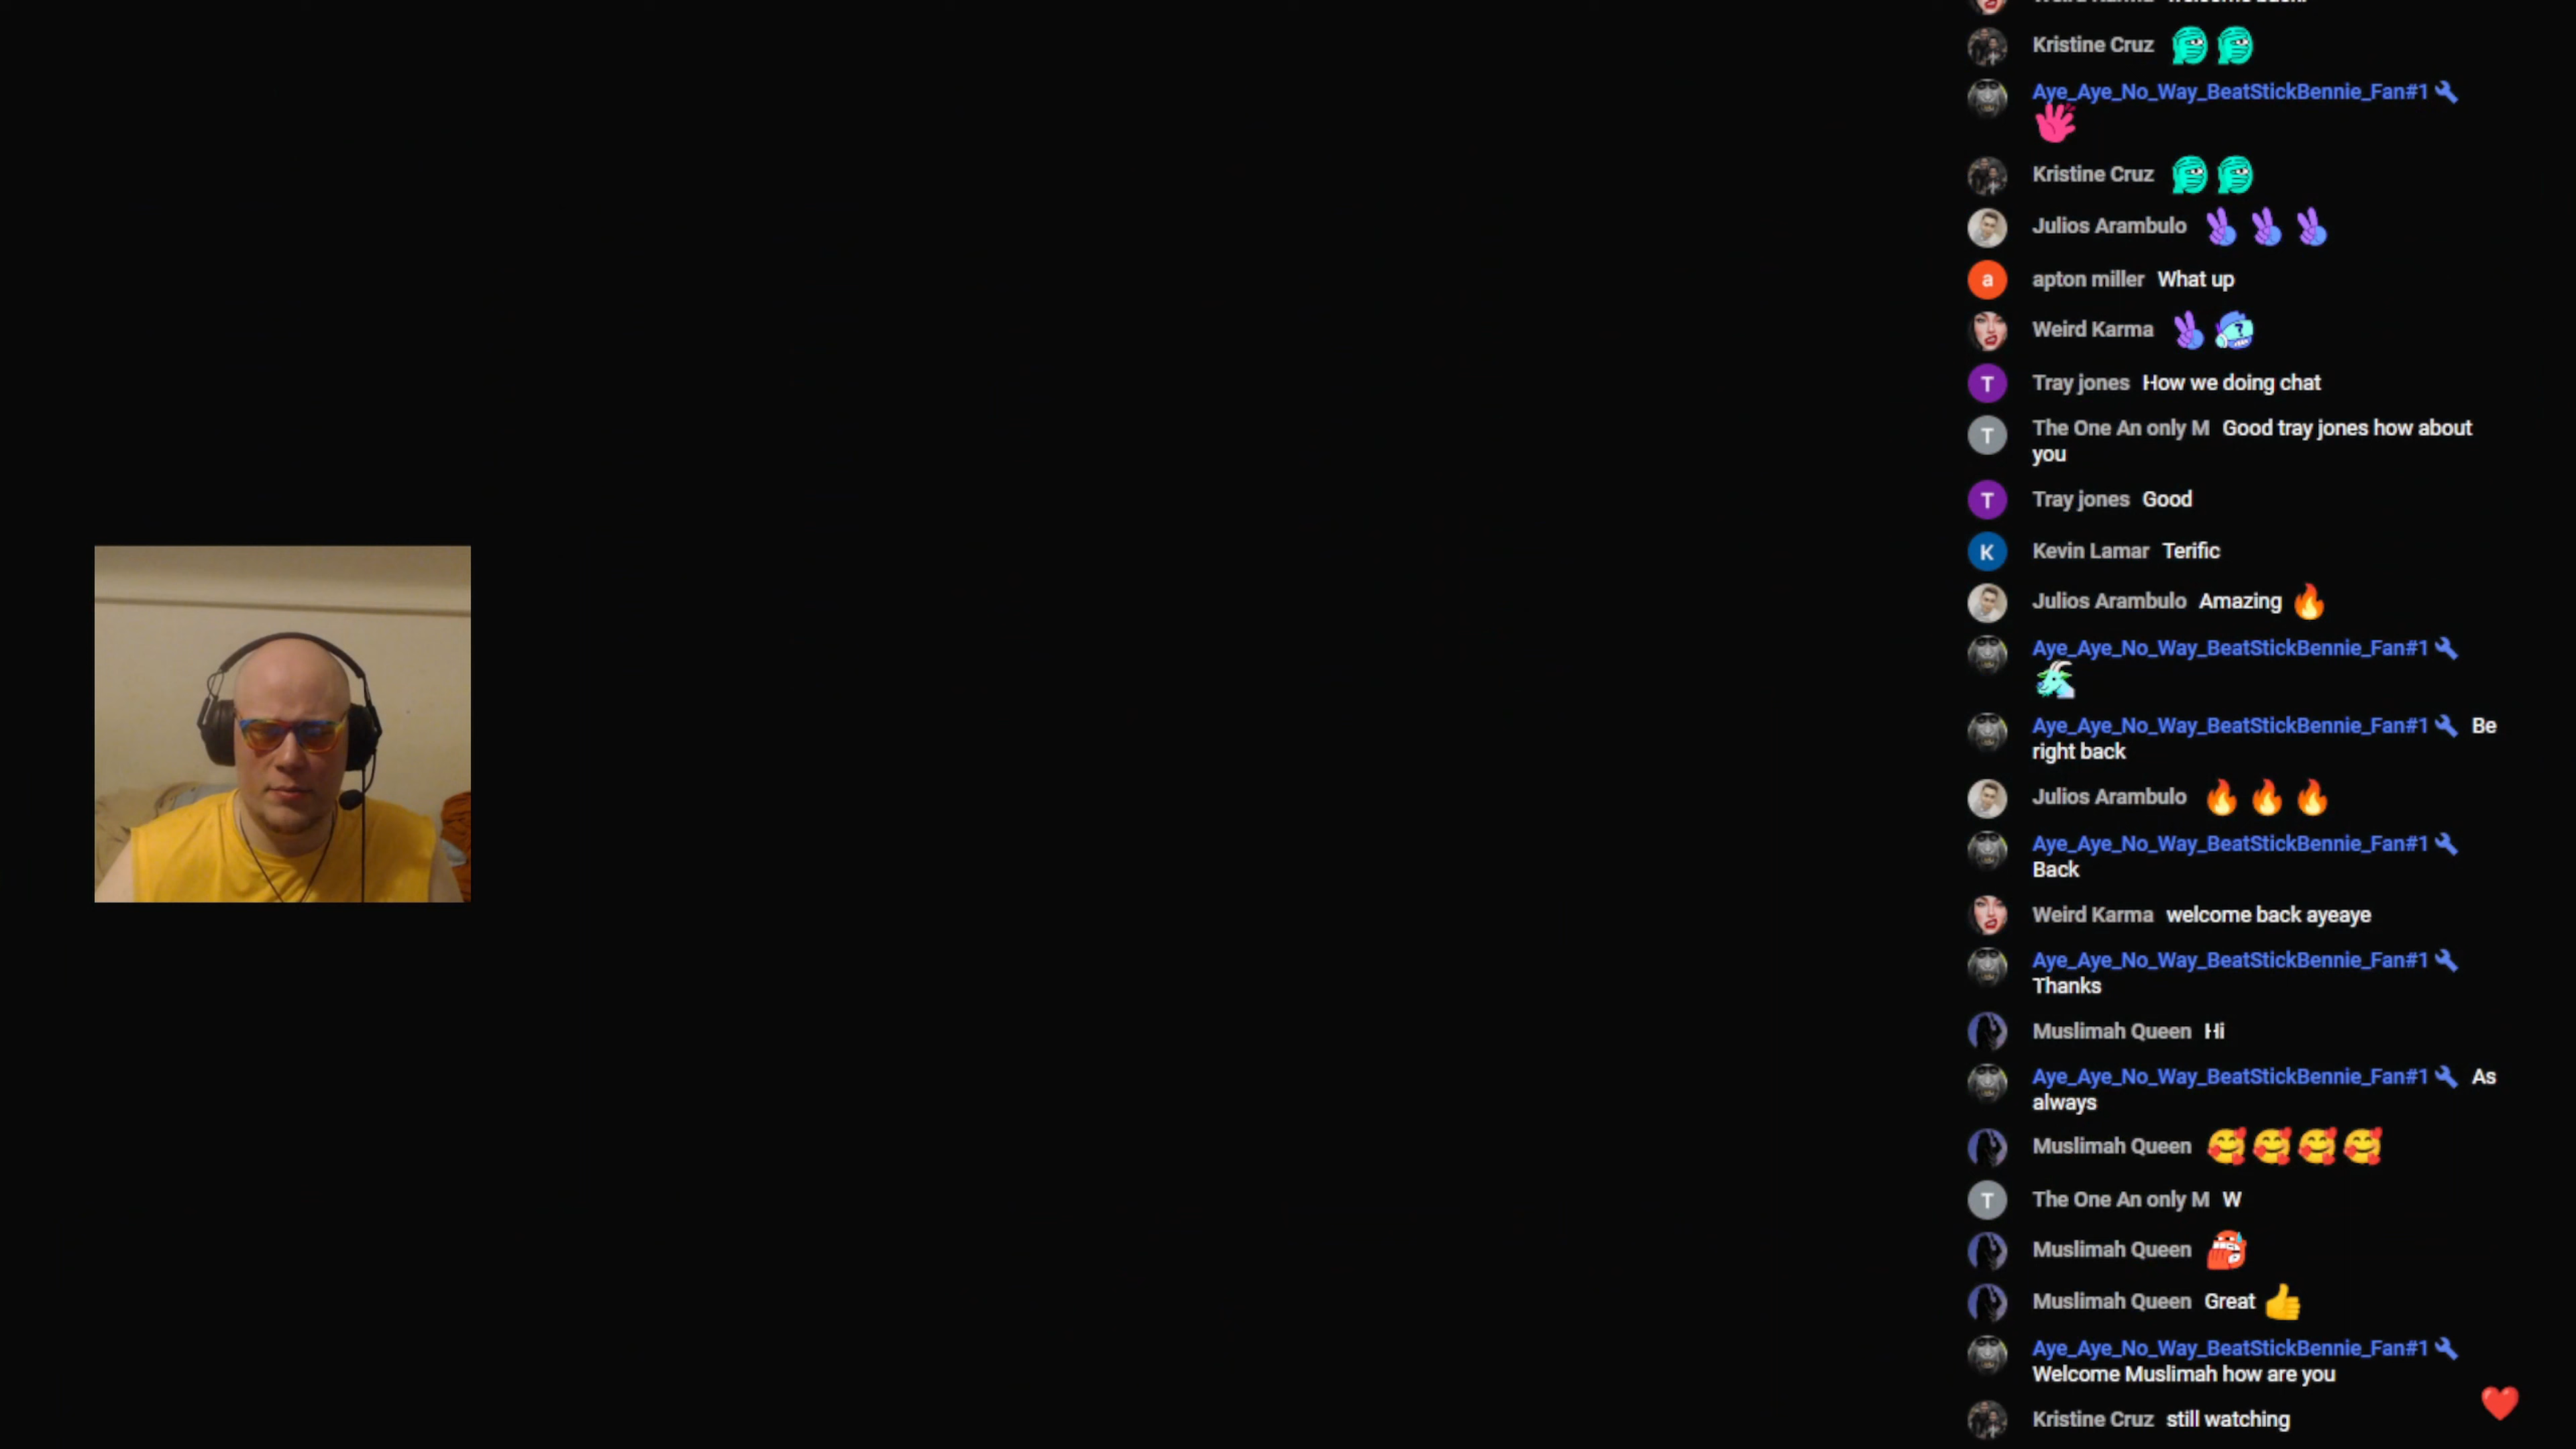 Kristine Cruz
Aye_Aye_No_Way_BeatStickBennie_Fan#1
Kristine Cruz
Julios Arambulo
a apton miller What up
Weird Karma
T Tray jones How we doing chat
T The One An only M Good tray jones how about
you
T Tray jones Good
K Kevin Lamar Terific
Julios Arambulo Amazing 🔥
Aye_Aye_No_Way_BeatStickBennie_Fan#1
Aye_Aye_No_Way_BeatStickBennie_Fan#1 Be
right back
Julios Arambulo 🔥🔥🔥
Aye_Aye_No_Way_BeatStickBennie_Fan#1
Back
Weird Karma welcome back ayeaye
Aye_Aye_No_Way_BeatStickBennie_Fan#1
Thanks
Muslimah Queen Hi
Aye_Aye_No_Way_BeatStickBennie_Fan#1 As
always
Muslimah Queen 🥰🥰🥰🥰
T The One An only M W
Muslimah Queen
Muslimah Queen Great 👍
Aye_Aye_No_Way_BeatStickBennie_Fan#1
Welcome Muslimah how are you
Kristine Cruz still watching